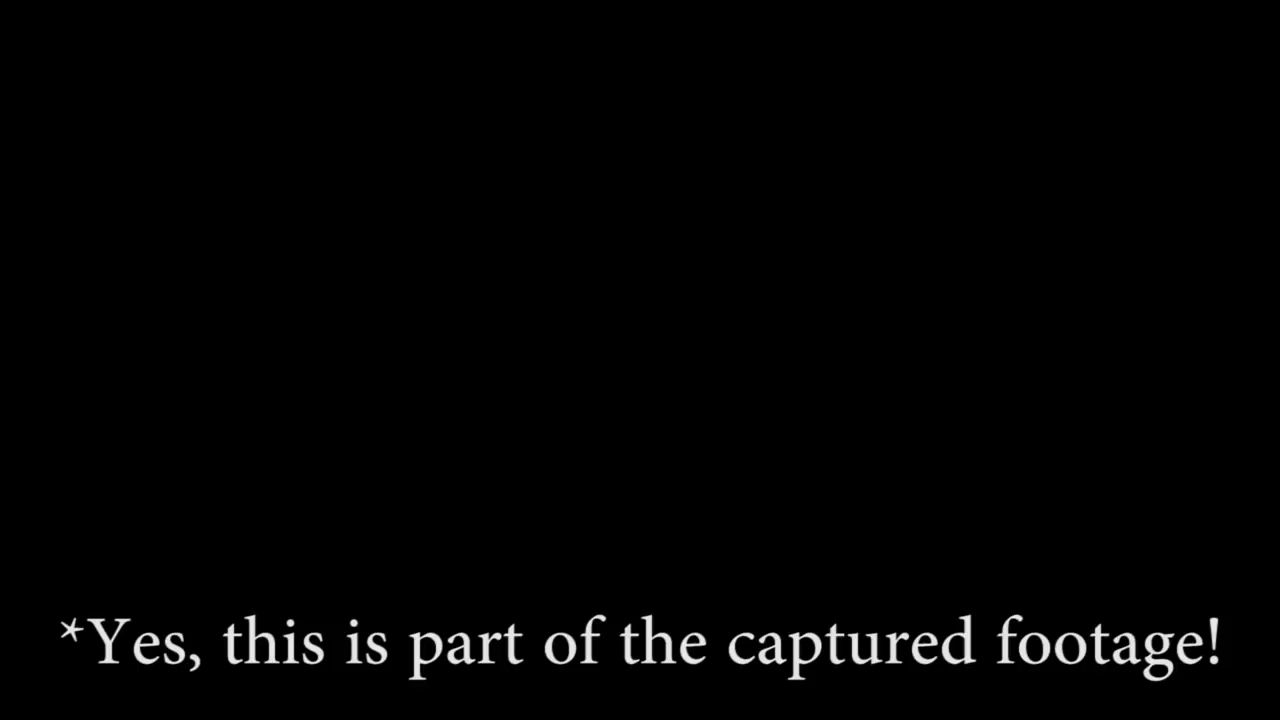 *Yes, this is part of the captured footage!